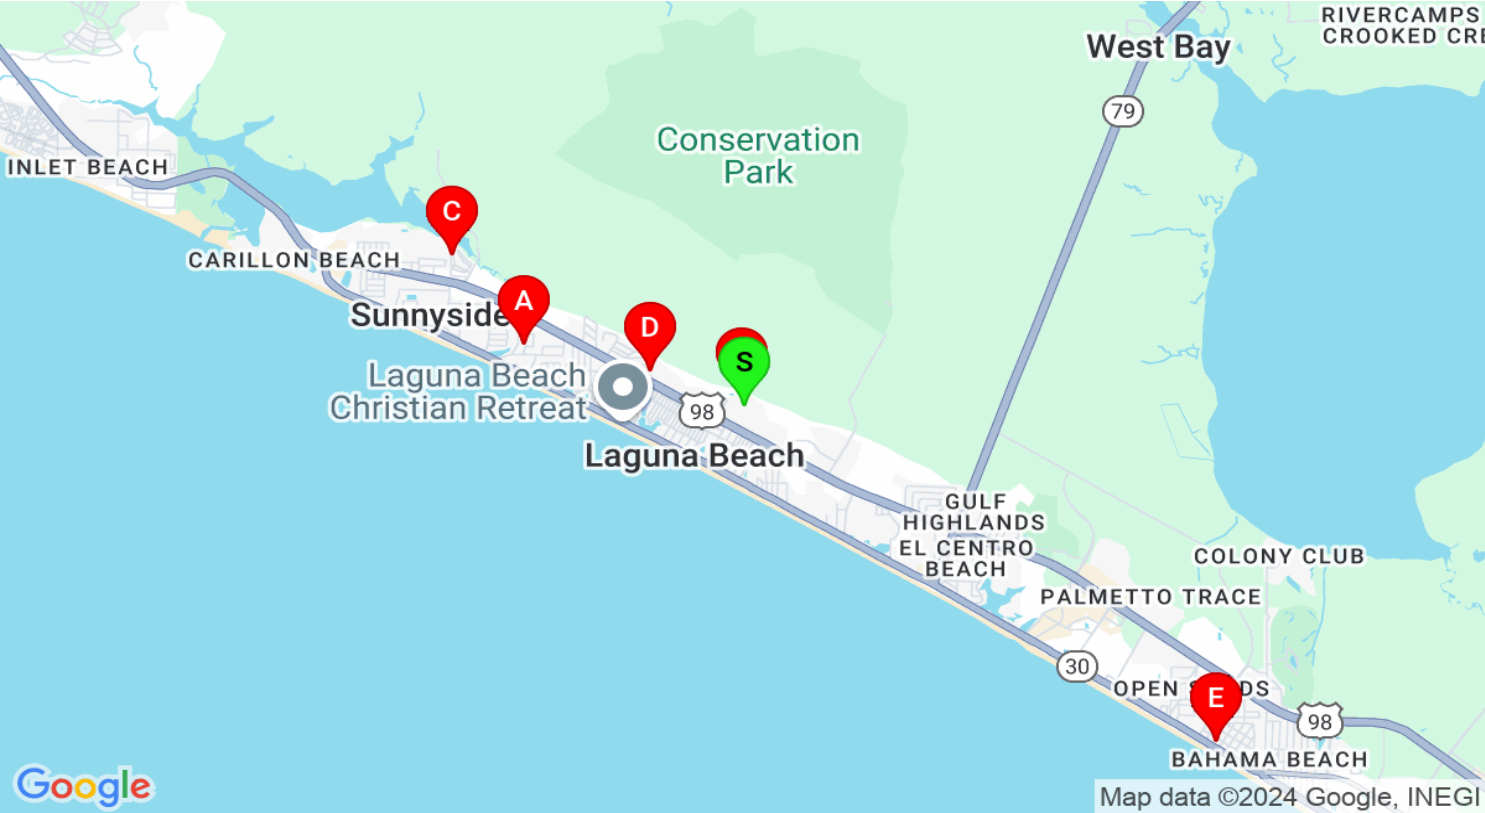 RIVERCAMPS
CROOKED CRE
West Bay
79
Conservation
Park
INLET BEACH
C
CARILLON BEACH
A
Sunnyside
D
S
Laguna Beach
Christian Retreat
98
Laguna Beach
GULF
HIGHLANDS
EL CENTRO
BEACH
COLONY CLUB
PALMETTO TRACE
30
OPEN S DS
E
98
BAHAMA BEACH
Google
Map data ©2024 Google, INEGI